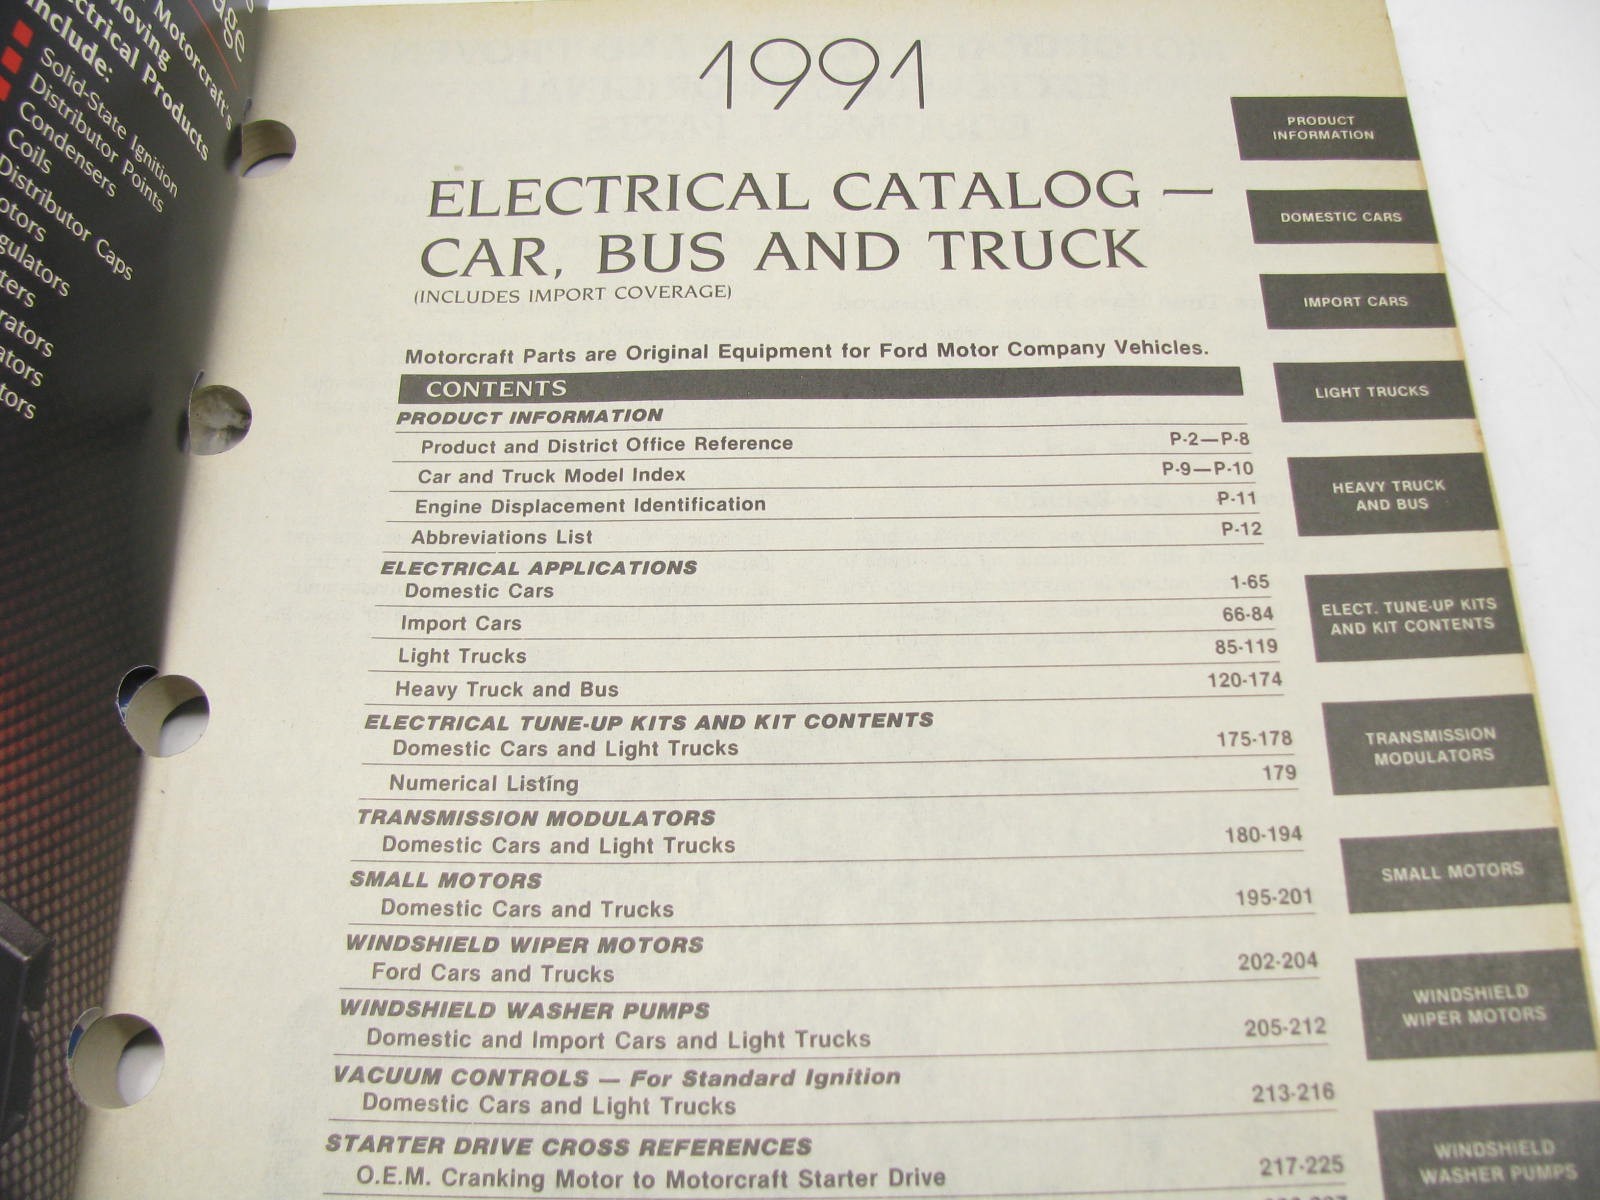 Moving
Electrical Products
Include:
Solid-State Ignition
Distributor Points
Condensers
Coils
Distributor Caps
1991
ELECTRICAL CATALOG —
CAR, BUS AND TRUCK
(INCLUDES IMPORT COVERAGE)
Motorcraft Parts are Original Equipment for Ford Motor Company Vehicles.
CONTENTS
PRODUCT INFORMATION
Product and District Office Reference P-2—P-8
Car and Truck Model Index P-9—P-10
Engine Displacement Identification P-11
Abbreviations List P-12
ELECTRICAL APPLICATIONS
Domestic Cars 1-65
Import Cars 66-84
Light Trucks 85-119
Heavy Truck and Bus 120-174
ELECTRICAL TUNE-UP KITS AND KIT CONTENTS
Domestic Cars and Light Trucks 175-178
Numerical Listing 179
TRANSMISSION MODULATORS
Domestic Cars and Light Trucks 180-194
SMALL MOTORS
Domestic Cars and Trucks 195-201
WINDSHIELD WIPER MOTORS
Ford Cars and Trucks 202-204
WINDSHIELD WASHER PUMPS
Domestic and Import Cars and Light Trucks 205-212
VACUUM CONTROLS — For Standard Ignition
Domestic Cars and Light Trucks 213-216
STARTER DRIVE CROSS REFERENCES
O.E.M. Cranking Motor to Motorcraft Starter Drive 217-225
PRODUCT
INFORMATION
DOMESTIC CARS
IMPORT CARS
LIGHT TRUCKS
HEAVY TRUCK
AND BUS
ELECT. TUNE-UP KITS
AND KIT CONTENTS
TRANSMISSION
MODULATORS
SMALL MOTORS
WINDSHIELD
WIPER MOTORS
WINDSHIELD
WASHER PUMPS